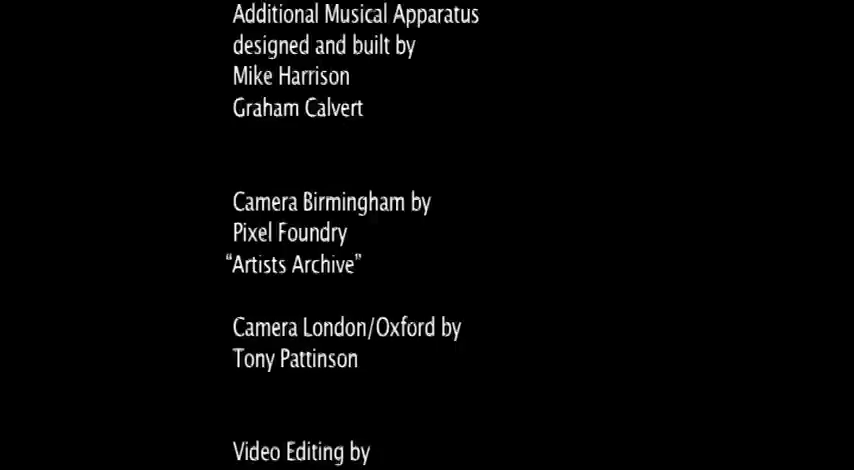 Additional Musical Apparatus
designed and built by
Mike Harrison
Graham Calvert
Camera Birmingham by
Pixel Foundry
“Artists Archive”
Camera London/Oxford by
Tony Pattinson
Video Editing by